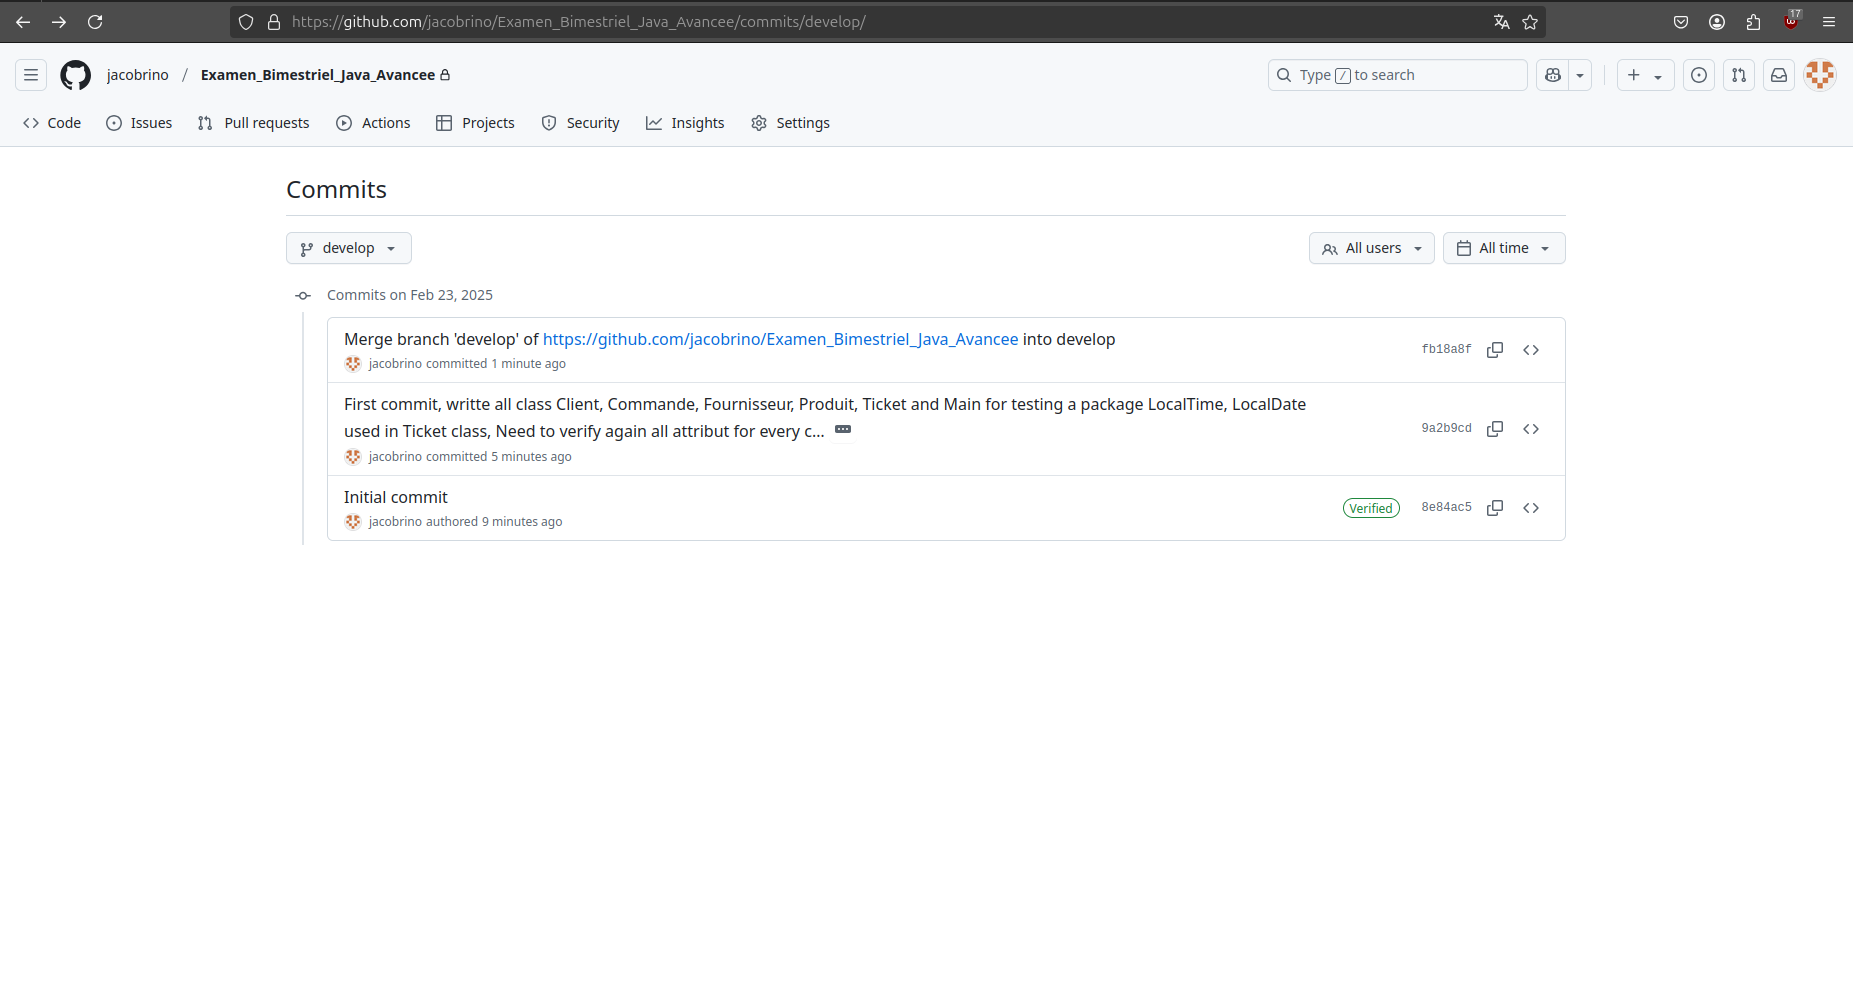 https://github.com/jacobrino/Examen_Bimestriel_Java_Avancee/commits/develop/
17
jacobrino / Examen_Bimestriel_Java_Avancee
Type / to search
Code Issues Pull requests Actions Projects Security Insights Settings
Commits
develop
All users All time
Commits on Feb 23, 2025
Merge branch 'develop' of https://github.com/jacobrino/Examen_Bimestriel_Java_Avancee into develop
jacobrino committed 1 minute ago
fb18a8f
First commit, writte all class Client, Commande, Fournisseur, Produit, Ticket and Main for testing a package LocalTime, LocalDate
used in Ticket class, Need to verify again all attribut for every c...
jacobrino committed 5 minutes ago
9a2b9cd
Initial commit
jacobrino authored 9 minutes ago
Verified 8e84ac5